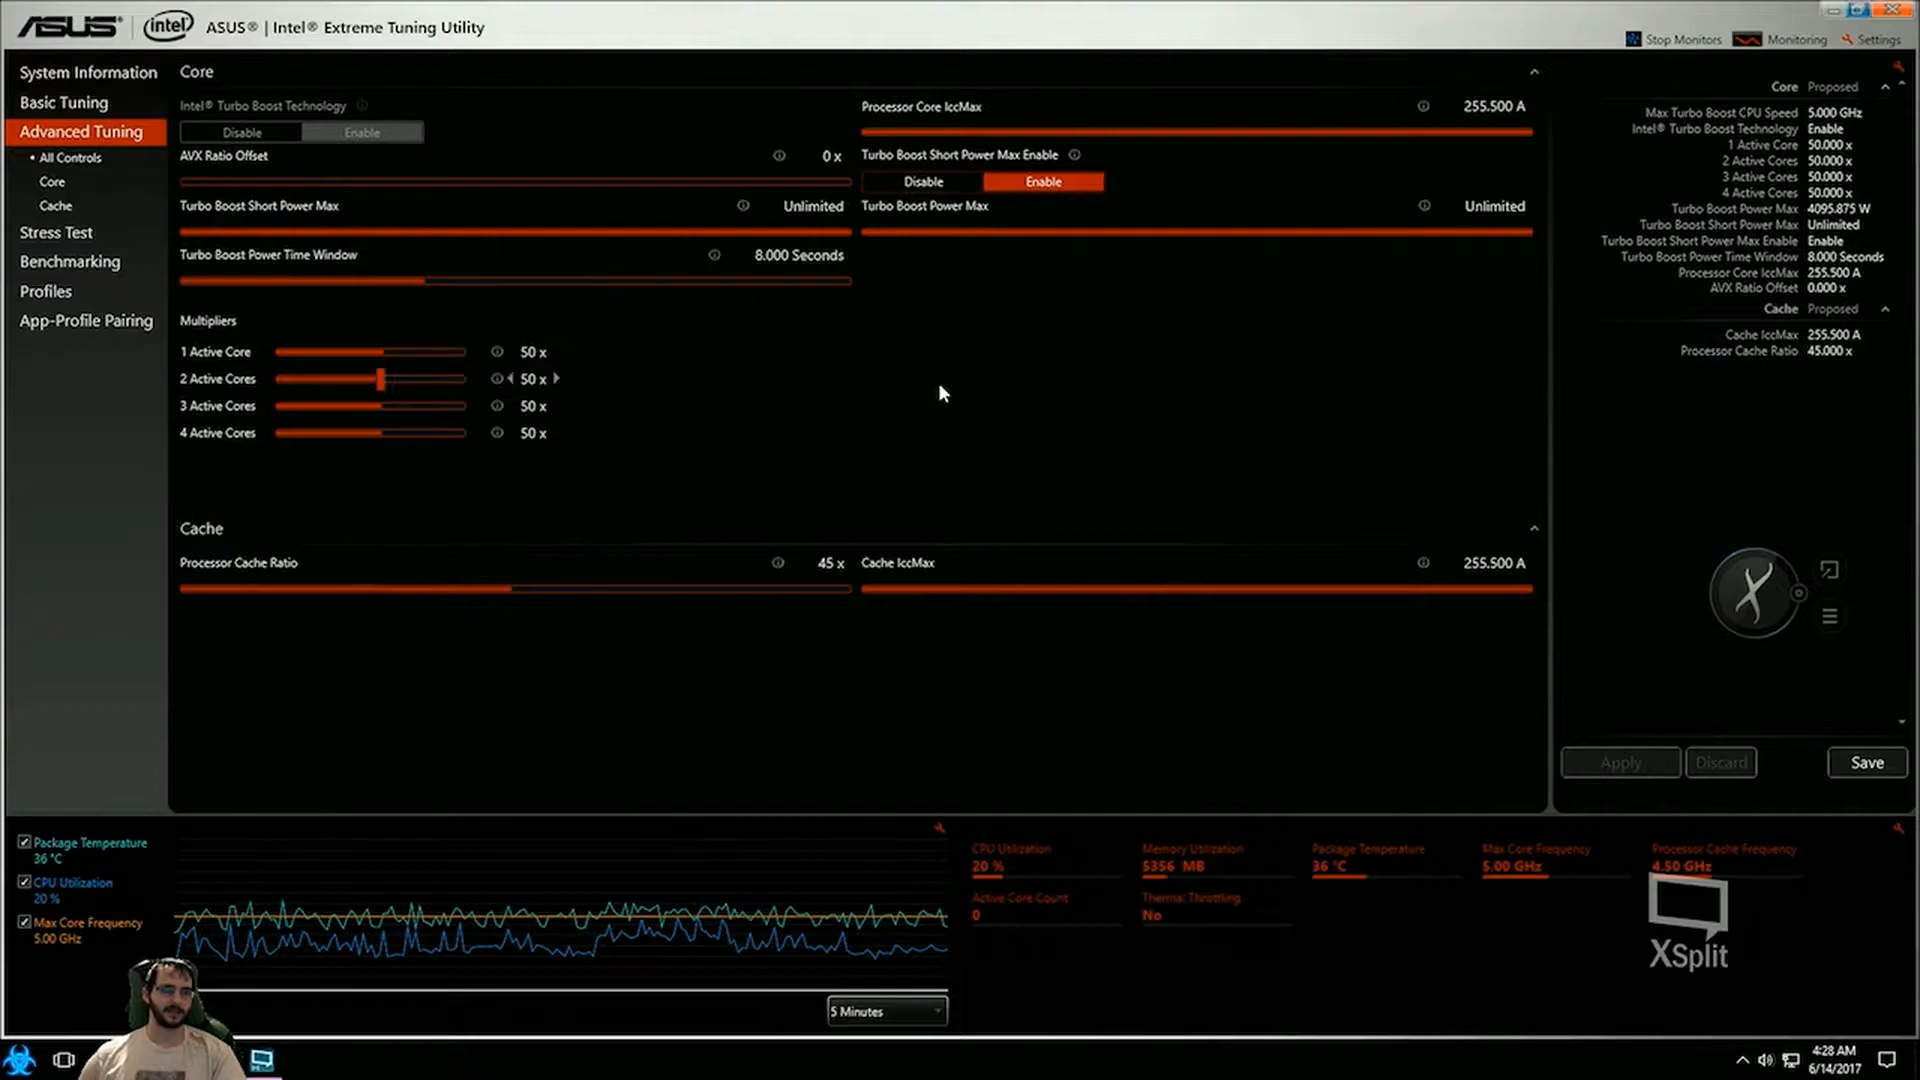 ASUS intel ASUS® | Intel® Extreme Tuning Utility
Stop Monitors Monitoring Settings
System Information
Basic Tuning
Advanced Tuning
• All Controls
Core
Cache
Stress Test
Benchmarking
Profiles
App-Profile Pairing
Core
Intel® Turbo Boost Technology
Disable Enable
Processor Core IccMax 255.500 A
AVX Ratio Offset 0 x
Turbo Boost Short Power Max Enable
Disable Enable
Turbo Boost Short Power Max Unlimited
Turbo Boost Power Max Unlimited
Turbo Boost Power Time Window 8.000 Seconds
Multipliers
1 Active Core 50 x
2 Active Cores 50 x
3 Active Cores 50 x
4 Active Cores 50 x
Cache
Processor Cache Ratio 45 x
Cache IccMax 255.500 A
Core Proposed
Max Turbo Boost CPU Speed 5.000 GHz
Intel® Turbo Boost Technology Enable
1 Active Core 50.000 x
2 Active Cores 50.000 x
3 Active Cores 50.000 x
4 Active Cores 50.000 x
Turbo Boost Power Max 4095.875 W
Turbo Boost Short Power Max Unlimited
Turbo Boost Short Power Max Enable Enable
Turbo Boost Power Time Window 8.000 Seconds
Processor Core IccMax 255.500 A
AVX Ratio Offset 0.000 x
Cache Proposed
Cache IccMax 255.500 A
Processor Cache Ratio 45.000 x
Apply Discard Save
Package Temperature
36 °C
CPU Utilization
20 %
Max Core Frequency
5.00 GHz
5 Minutes
CPU Utilization
20 %
Memory Utilization
5356 MB
Package Temperature
36 °C
Max Core Frequency
5.00 GHz
Processor Cache Frequency
4.50 GHz
Active Core Count
0
Thermal Throttling
No
XSplit
4:28 AM
6/14/2017